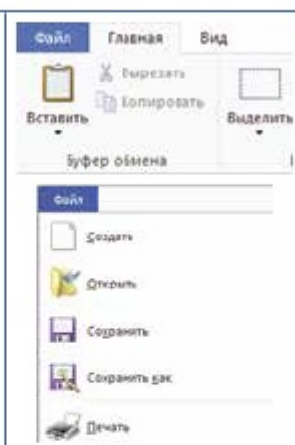 Файл Главная Вид
Вырезать
Копировать
Вставить
Выделить
Буфер обмена
Файл
Создать
Открыть
Сохранить
Сохранить как
Печать